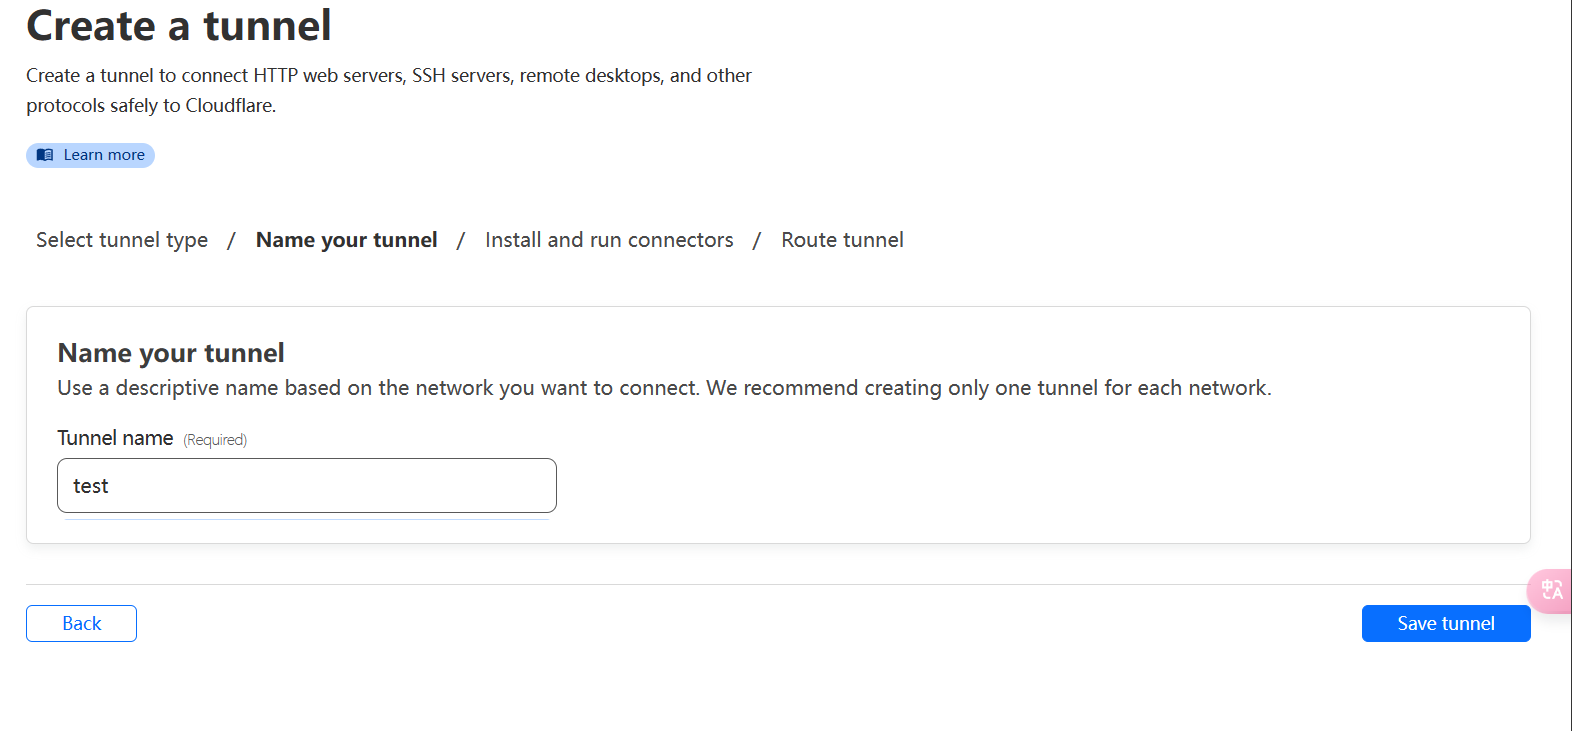 Create a tunnel
Create a tunnel to connect HTTP web servers, SSH servers, remote desktops, and other
protocols safely to Cloudflare.
Learn more
Select tunnel type / Name your tunnel / Install and run connectors / Route tunnel
Name your tunnel
Use a descriptive name based on the network you want to connect. We recommend creating only one tunnel for each network.
Tunnel name (Required)
test
中 A
Back
Save tunnel